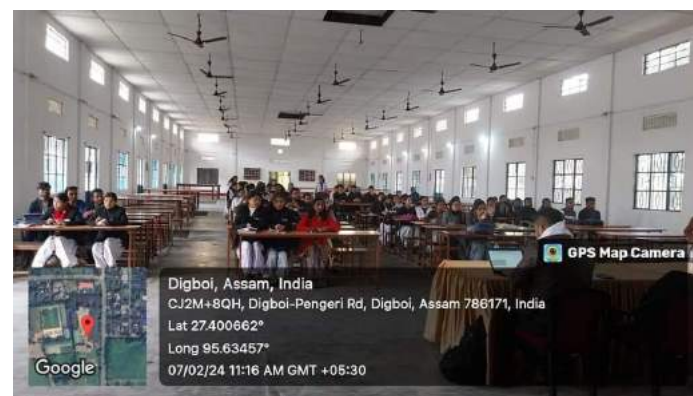 GPS Map Camera
Digboi, Assam, India
CJ2M+8QH, Digboi-Pengeri Rd, Digboi, Assam 786171, India
Lat 27.400662°
Long 95.63457°
07/02/24 11:16 AM GMT +05:30
Google